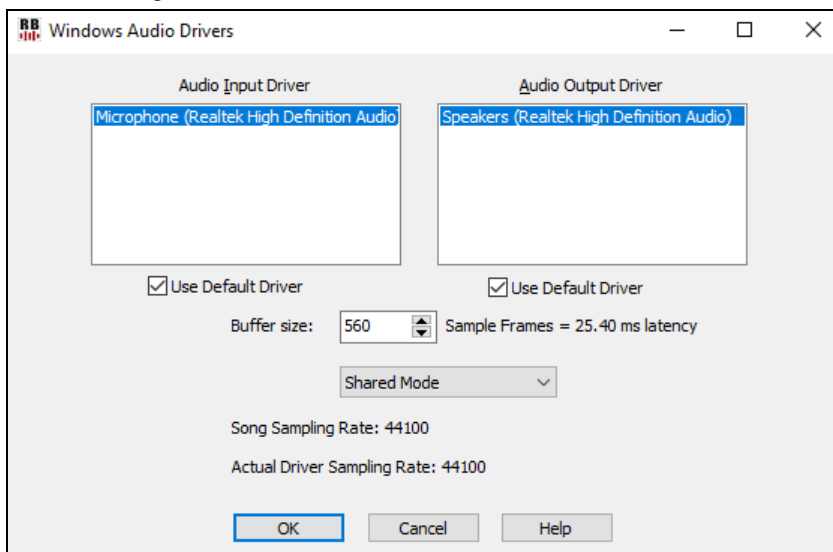 RB Windows Audio Drivers
Audio Input Driver Audio Output Driver
Microphone (Realtek High Definition Audio) Speakers (Realtek High Definition Audio)
Use Default Driver Use Default Driver
Buffer size: 560 Sample Frames = 25.40 ms latency
Shared Mode
Song Sampling Rate: 44100
Actual Driver Sampling Rate: 44100
OK Cancel Help